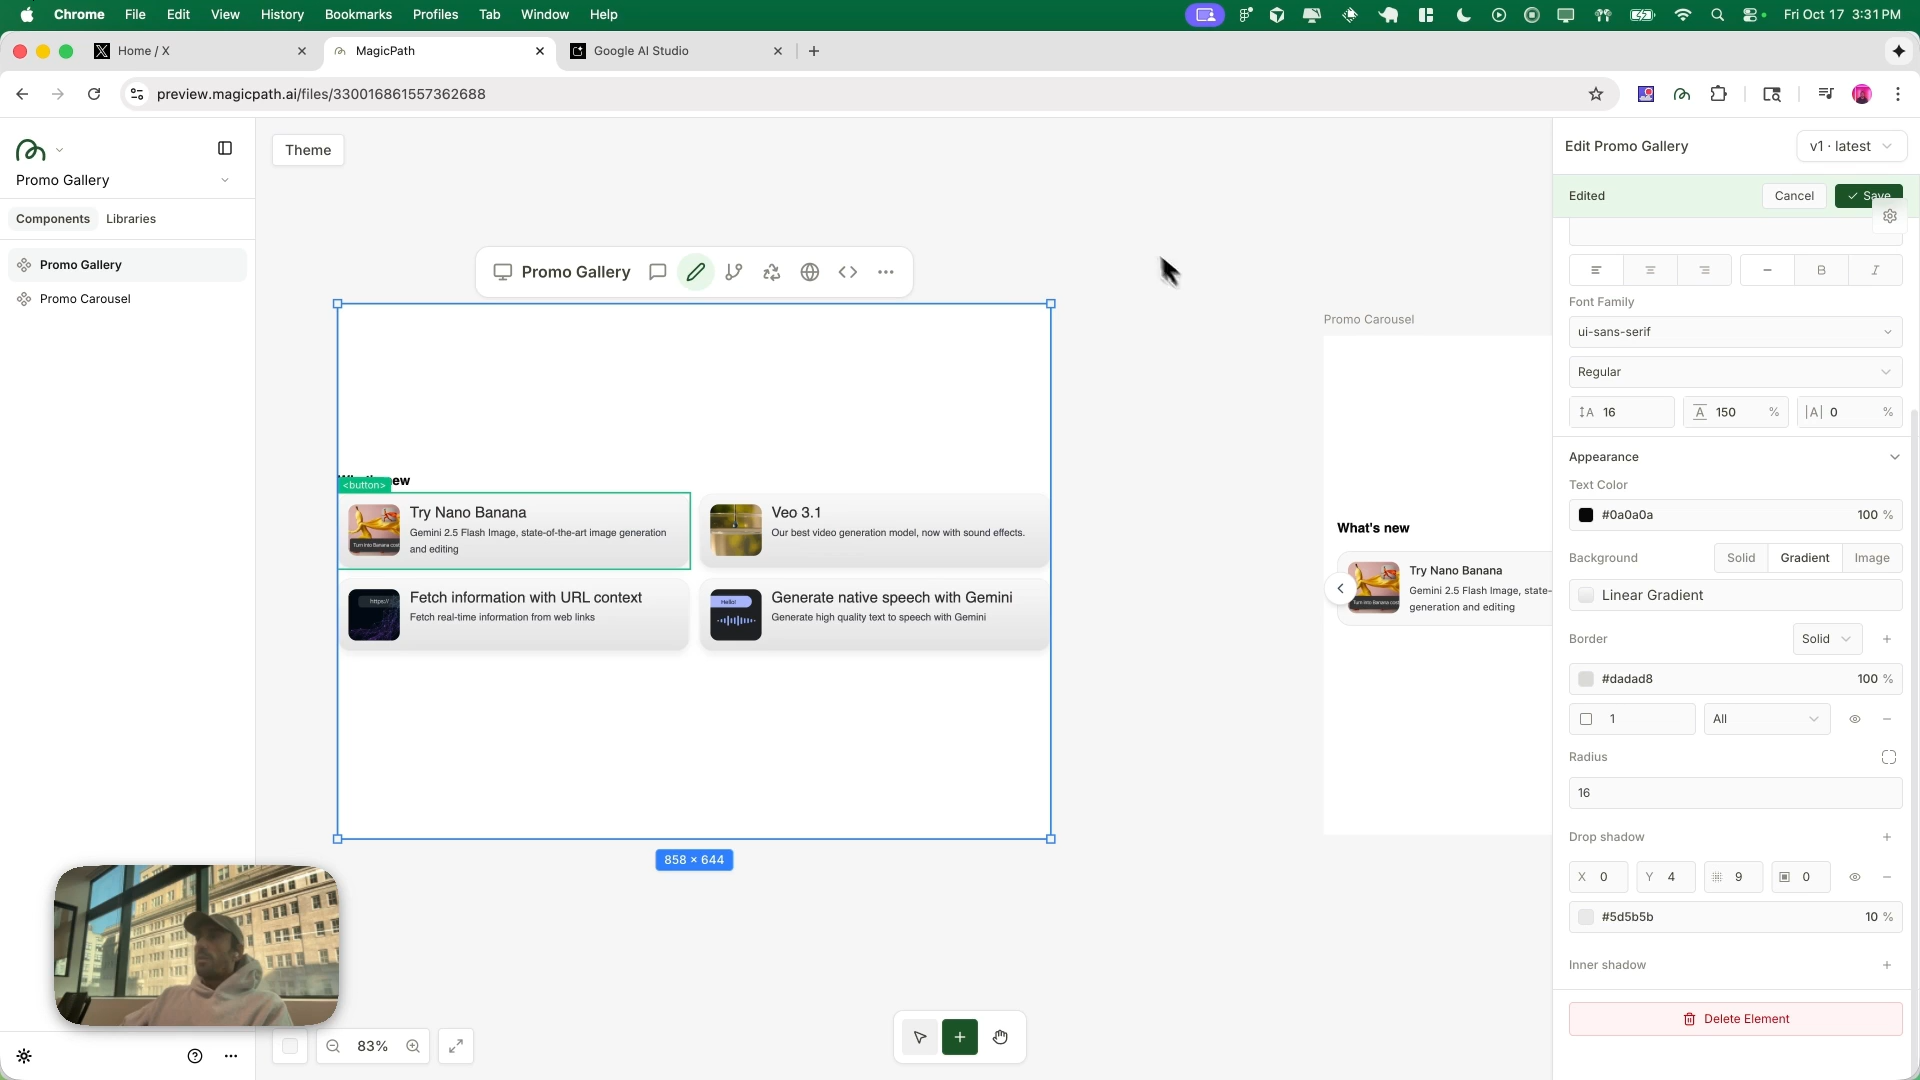 Chrome File Edit View History Bookmarks Profiles Tab Window Help Fri Oct 17 3:31 PM
Home / X MagicPath Google AI Studio
preview.magicpath.ai/files/330016861557362688
Promo Gallery
Components Libraries
Promo Gallery
Promo Carousel
Theme
Promo Gallery
What's new
<button>
Try Nano Banana
Gemini 2.5 Flash Image, state-of-the-art image generation
and editing
Veo 3.1
Our best video generation model, now with sound effects.
https://
Fetch information with URL context
Fetch real-time information from web links
Hello!
Generate native speech with Gemini
Generate high quality text to speech with Gemini
858 × 644
Promo Carousel
What's new
Try Nano Banana
Gemini 2.5 Flash Image, state-
generation and editing
83%
Edit Promo Gallery v1 · latest
Edited Cancel Save
B I
Font Family
ui-sans-serif
Regular
A 16 A 150 % |A| 0 %
Appearance
Text Color
#0a0a0a 100 %
Background Solid Gradient Image
Linear Gradient
Border Solid
#dadad8 100 %
1 All
Radius
16
Drop shadow
X 0 Y 4 9 0
#5d5b5b 10 %
Inner shadow
Delete Element